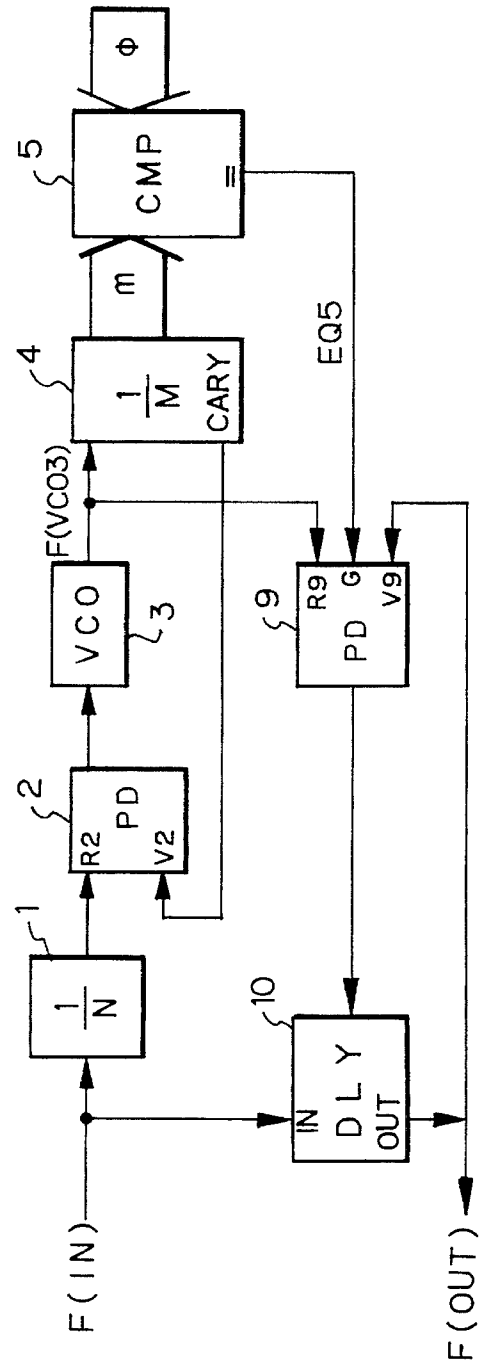 F(IN)
1
1
N
2
R2
PD
V2
VCO
3
F(VCO3)
4
1
M
CARY
m
5
CMP
=
Φ
EQ5
9
R9
G
V9
PD
10
IN
DLY
OUT
F(OUT)